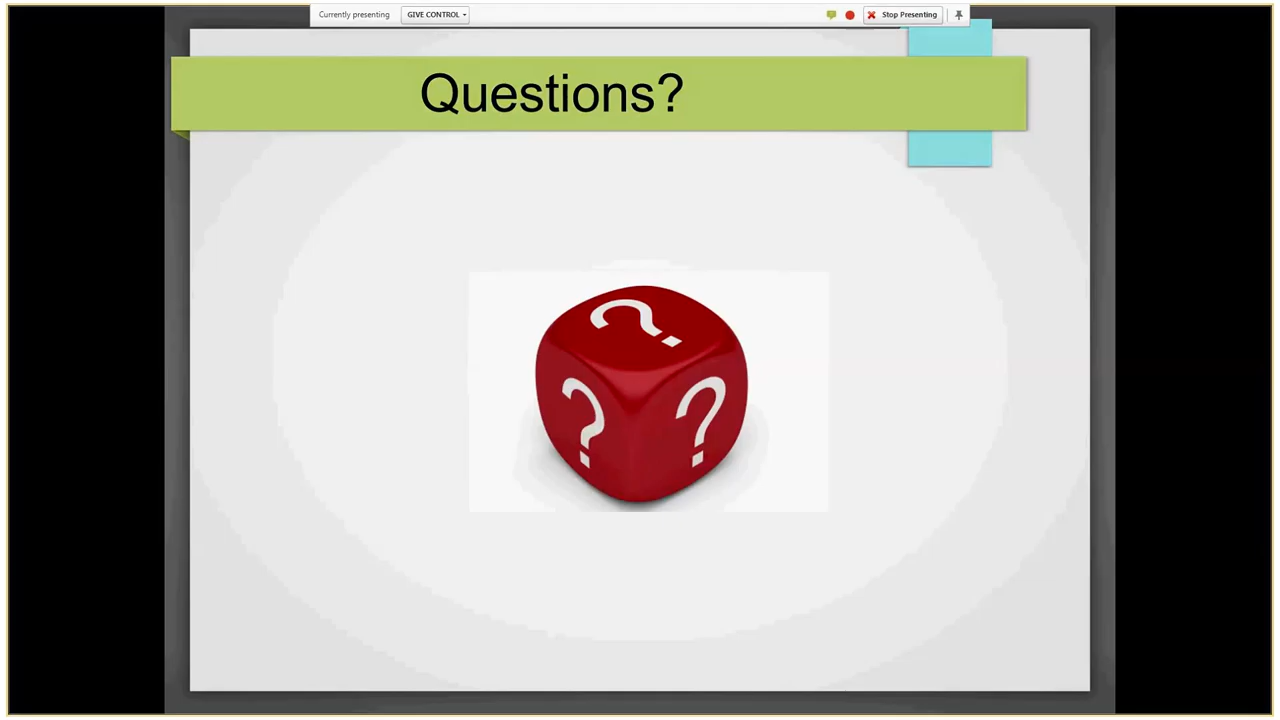 Currently presenting GIVE CONTROL Stop Presenting
Questions?
?
? ?